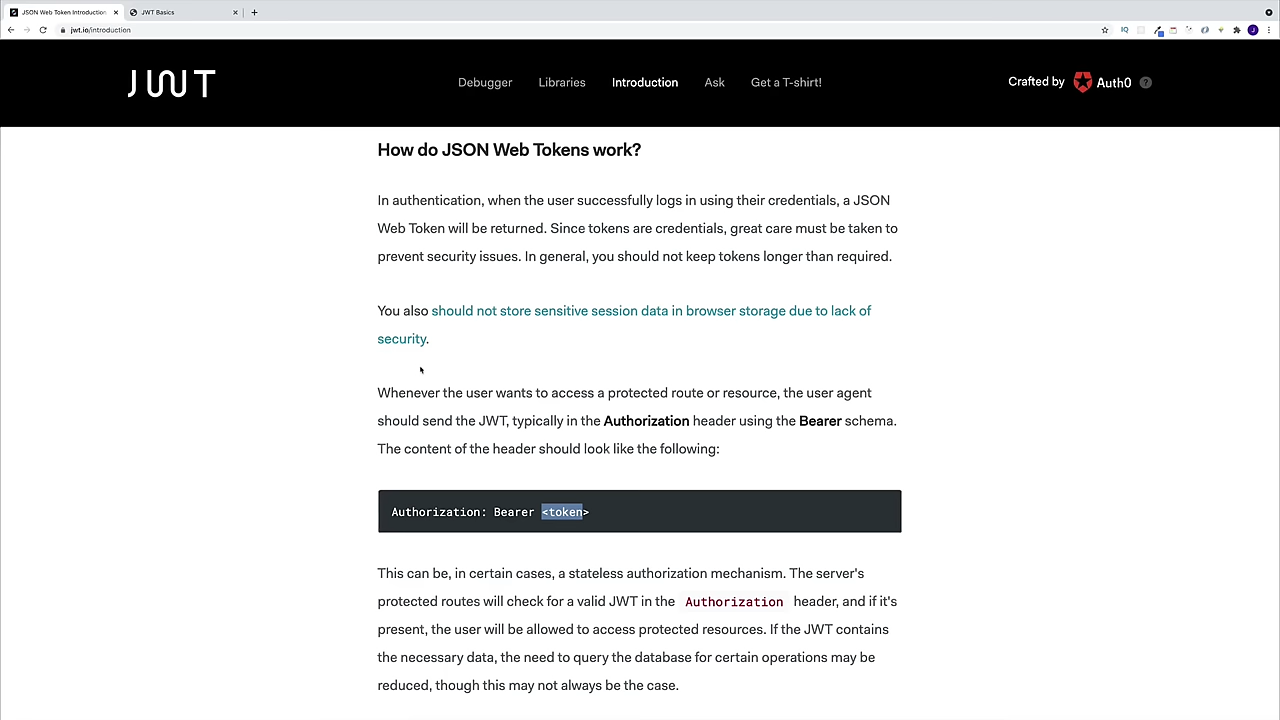 JSON Web Token Introduction
JWT Basics
jwt.io/introduction
IQ
J
JWT
Debugger
Libraries
Introduction
Ask
Get a T-shirt!
Crafted by
Auth0
?
How do JSON Web Tokens work?
In authentication, when the user successfully logs in using their credentials, a JSON
Web Token will be returned. Since tokens are credentials, great care must be taken to
prevent security issues. In general, you should not keep tokens longer than required.
You also should not store sensitive session data in browser storage due to lack of
security.
Whenever the user wants to access a protected route or resource, the user agent
should send the JWT, typically in the Authorization header using the Bearer schema.
The content of the header should look like the following:
Authorization: Bearer <token>
This can be, in certain cases, a stateless authorization mechanism. The server's
protected routes will check for a valid JWT in the Authorization header, and if it's
present, the user will be allowed to access protected resources. If the JWT contains
the necessary data, the need to query the database for certain operations may be
reduced, though this may not always be the case.